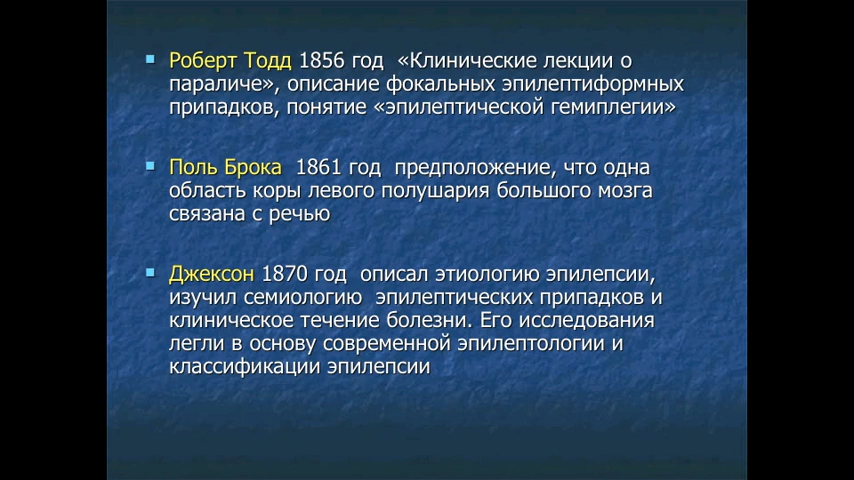 Роберт Тодд 1856 год «Клинические лекции о
параличе», описание фокальных эпилептиформных
припадков, понятие «эпилептической гемиплегии»
Поль Брока 1861 год предположение, что одна
область коры левого полушария большого мозга
связана с речью
Джексон 1870 год описал этиологию эпилепсии,
изучил семиологию эпилептических припадков и
клиническое течение болезни. Его исследования
легли в основу современной эпилептологии и
классификации эпилепсии